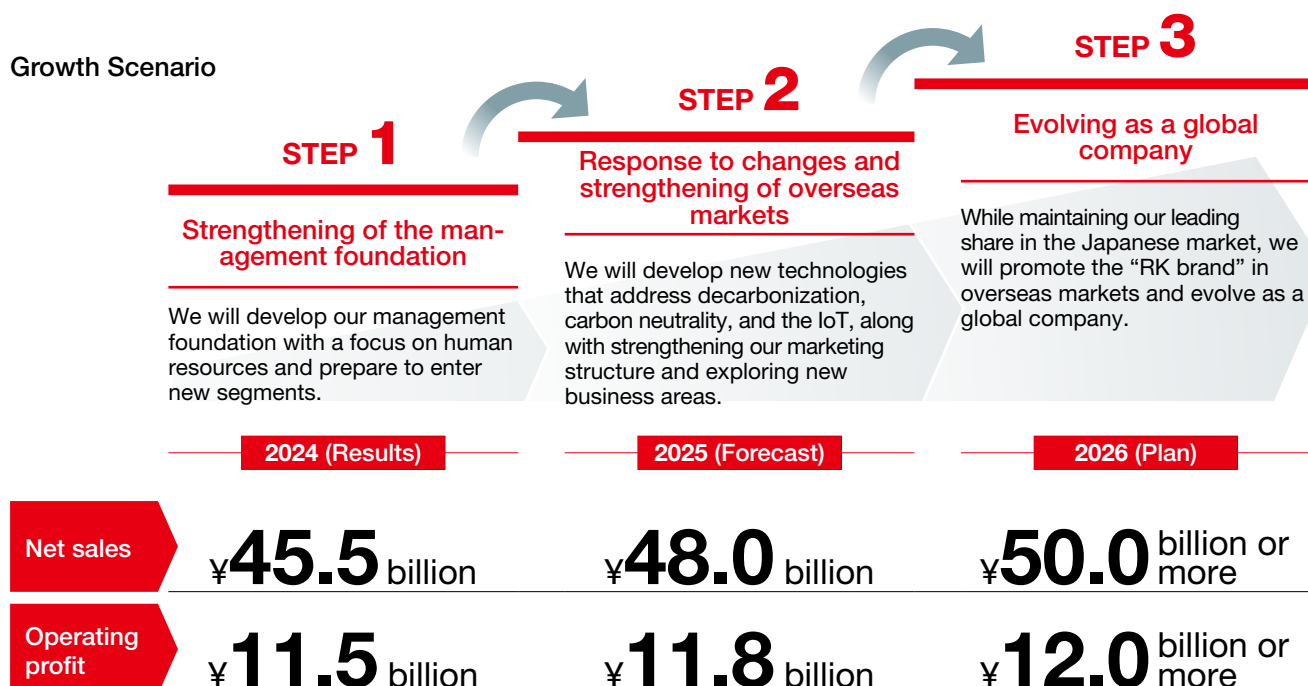 Growth Scenario
STEP 1
Strengthening of the man-
agement foundation
We will develop our management
foundation with a focus on human
resources and prepare to enter
new segments.
STEP 2
Response to changes and
strengthening of overseas
markets
We will develop new technologies
that address decarbonization,
carbon neutrality, and the IoT, along
with strengthening our marketing
structure and exploring new
business areas.
STEP 3
Evolving as a global
company
While maintaining our leading
share in the Japanese market, we
will promote the “RK brand” in
overseas markets and evolve as a
global company.
2024 (Results)
2025 (Forecast)
2026 (Plan)
Net sales
¥45.5 billion
¥48.0 billion
¥50.0 billion or
more
Operating
profit
¥11.5 billion
¥11.8 billion
¥12.0 billion or
more